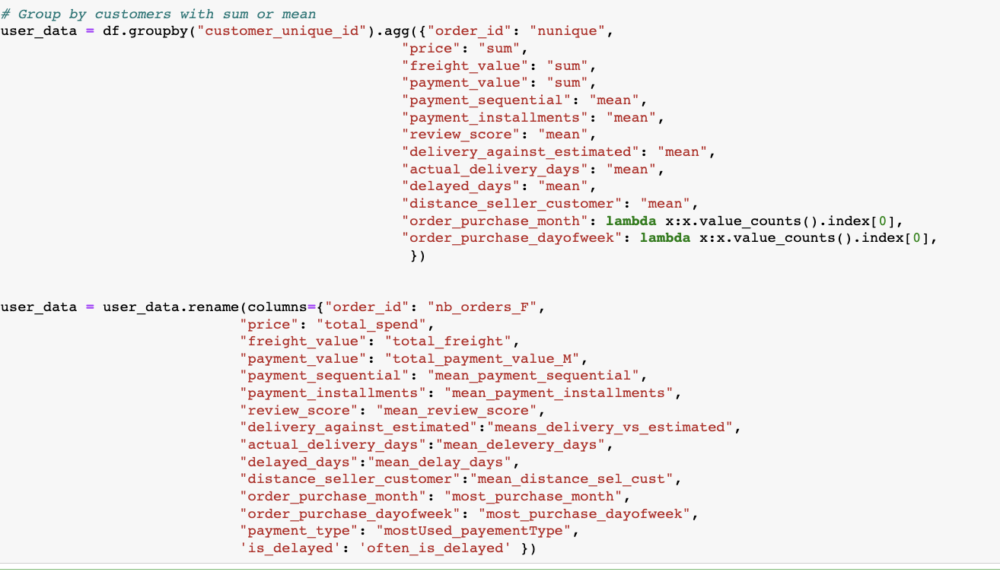 # Group by customers with sum or mean
user_data = df.groupby("customer_unique_id").agg({"order_id": "nunique",
"price": "sum",
"freight_value": "sum",
"payment_value": "sum",
"payment_sequential": "mean",
"payment_installments": "mean",
"review_score": "mean",
"delivery_against_estimated": "mean",
"actual_delivery_days": "mean",
"delayed_days": "mean",
"distance_seller_customer": "mean",
"order_purchase_month": lambda x:x.value_counts().index[0],
"order_purchase_dayofweek": lambda x:x.value_counts().index[0],
})
user_data = user_data.rename(columns={"order_id": "nb_orders_F",
"price": "total_spend",
"freight_value": "total_freight",
"payment_value": "total_payment_value_M",
"payment_sequential": "mean_payment_sequential",
"payment_installments": "mean_payment_installments",
"review_score": "mean_review_score",
"delivery_against_estimated":"means_delivery_vs_estimated",
"actual_delivery_days":"mean_delevery_days",
"delayed_days":"mean_delay_days",
"distance_seller_customer":"mean_distance_sel_cust",
"order_purchase_month": "most_purchase_month",
"order_purchase_dayofweek": "most_purchase_dayofweek",
"payment_type": "mostUsed_payementType",
'is_delayed': 'often_is_delayed' })